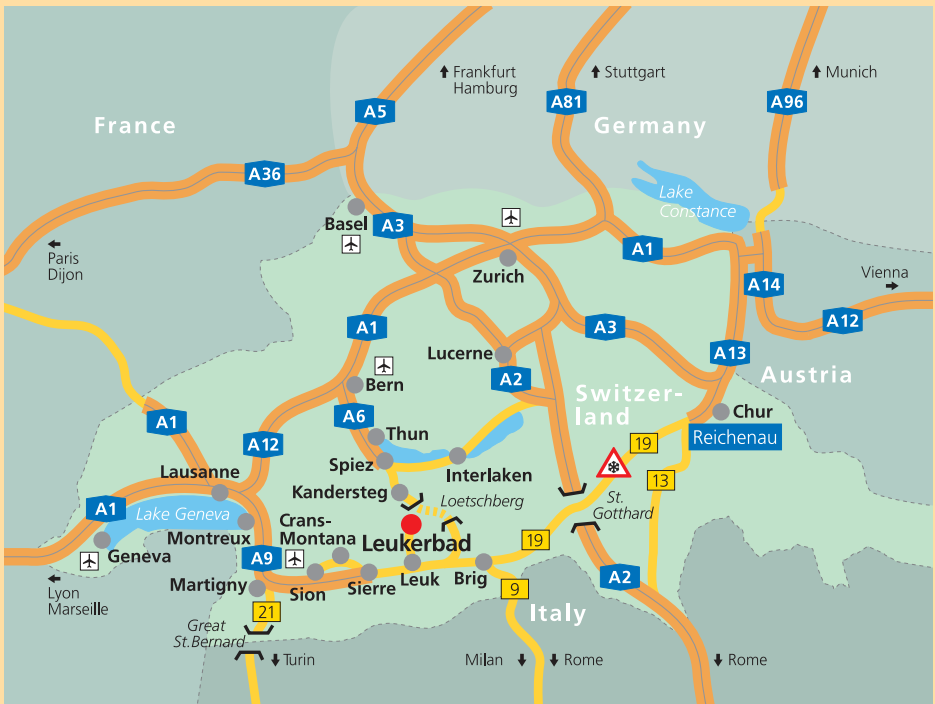 Frankfurt
Hamburg
Stuttgart
Munich
A5
A81
A96
France
Germany
A36
Lake
Constance
Basel
A3
A1
Paris
Dijon
Zurich
A14
Vienna
A12
A1
A3
Lucerne
A13
Bern
A2
Austria
Switzer-
land
A1
A6
A12
Thun
Chur
Reichenau
19
Spiez
Interlaken
Lausanne
13
Kandersteg
Loetschberg
St.
Gotthard
A1
Lake Geneva
Crans-
Montana
Montreux
Leukerbad
19
Geneva
A9
Leuk
Brig
A2
Lyon
Marseille
Martigny
Sion
Sierre
9
21
Italy
Great
St.Bernard
Turin
Milan
Rome
Rome